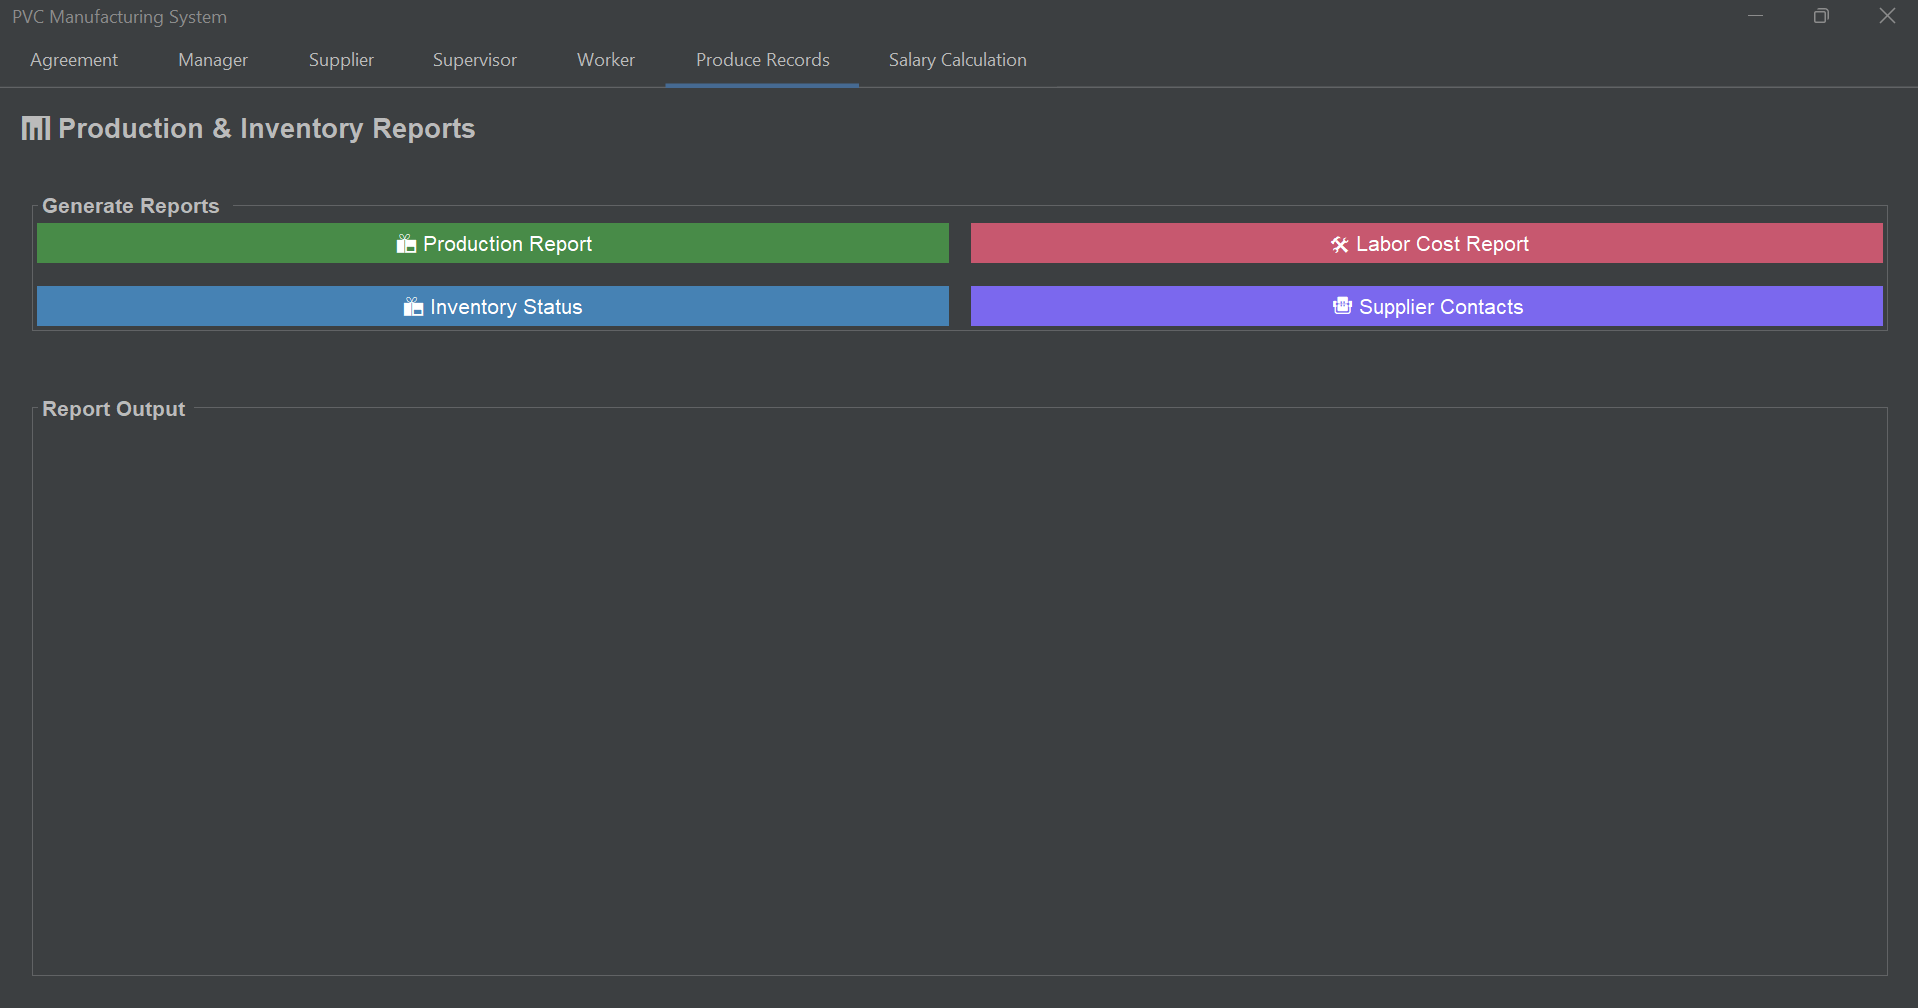 PVC Manufacturing System
Agreement Manager Supplier Supervisor Worker Produce Records Salary Calculation
Production & Inventory Reports
Generate Reports
Production Report Labor Cost Report
Inventory Status Supplier Contacts
Report Output